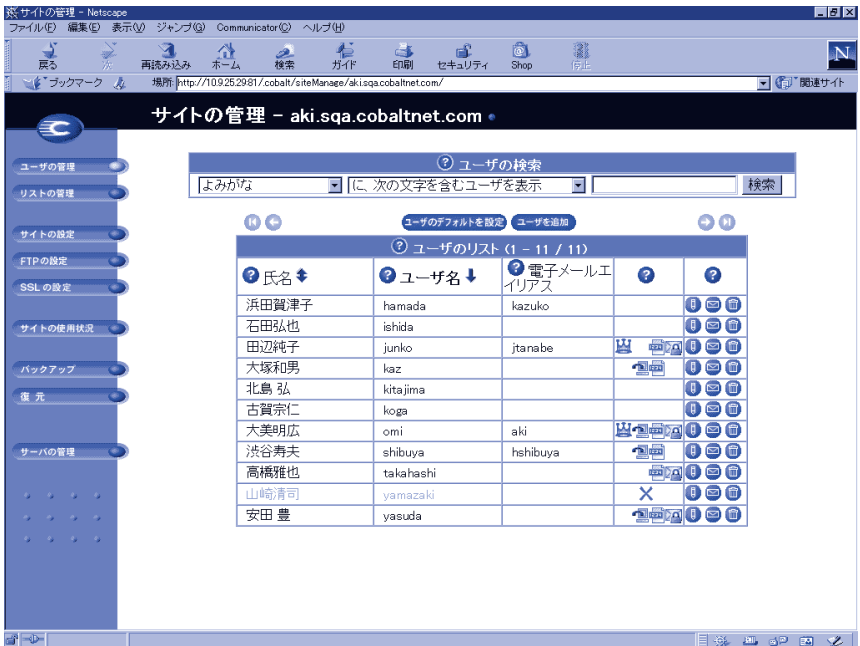 サイトの管理 - Netscape
ファイル(F) 編集(E) 表示(V) ジャンプ(G) Communicator(C) ヘルプ(H)
戻る 次 再読み込み ホーム 検索 ガイド 印刷 セキュリティ Shop 停止
ブックマーク 場所: http://10.9.25.29:81/.cobalt/siteManage/aki.sqa.cobaltnet.com/ 関連サイト
サイトの管理 - aki.sqa.cobaltnet.com
ユーザの管理
リストの管理
サイトの設定
FTPの設定
SSLの設定
サイトの使用状況
バックアップ
復元
サーバの管理
ユーザの検索
よみがな に、次の文字を含むユーザを表示 検索
ユーザのデフォルトを設定 ユーザを追加
ユーザのリスト (1 - 11 / 11)
氏名 ユーザ名 電子メールエイリアス
浜田賀津子 hamada kazuko
石田弘也 ishida
田辺純子 junko jtanabe
大塚和男 kaz
北島 弘 kitajima
古賀宗仁 koga
大美明広 omi aki
渋谷寿夫 shibuya hshibuya
高橋雅也 takahashi
山崎清司 yamazaki
安田 豊 yasuda